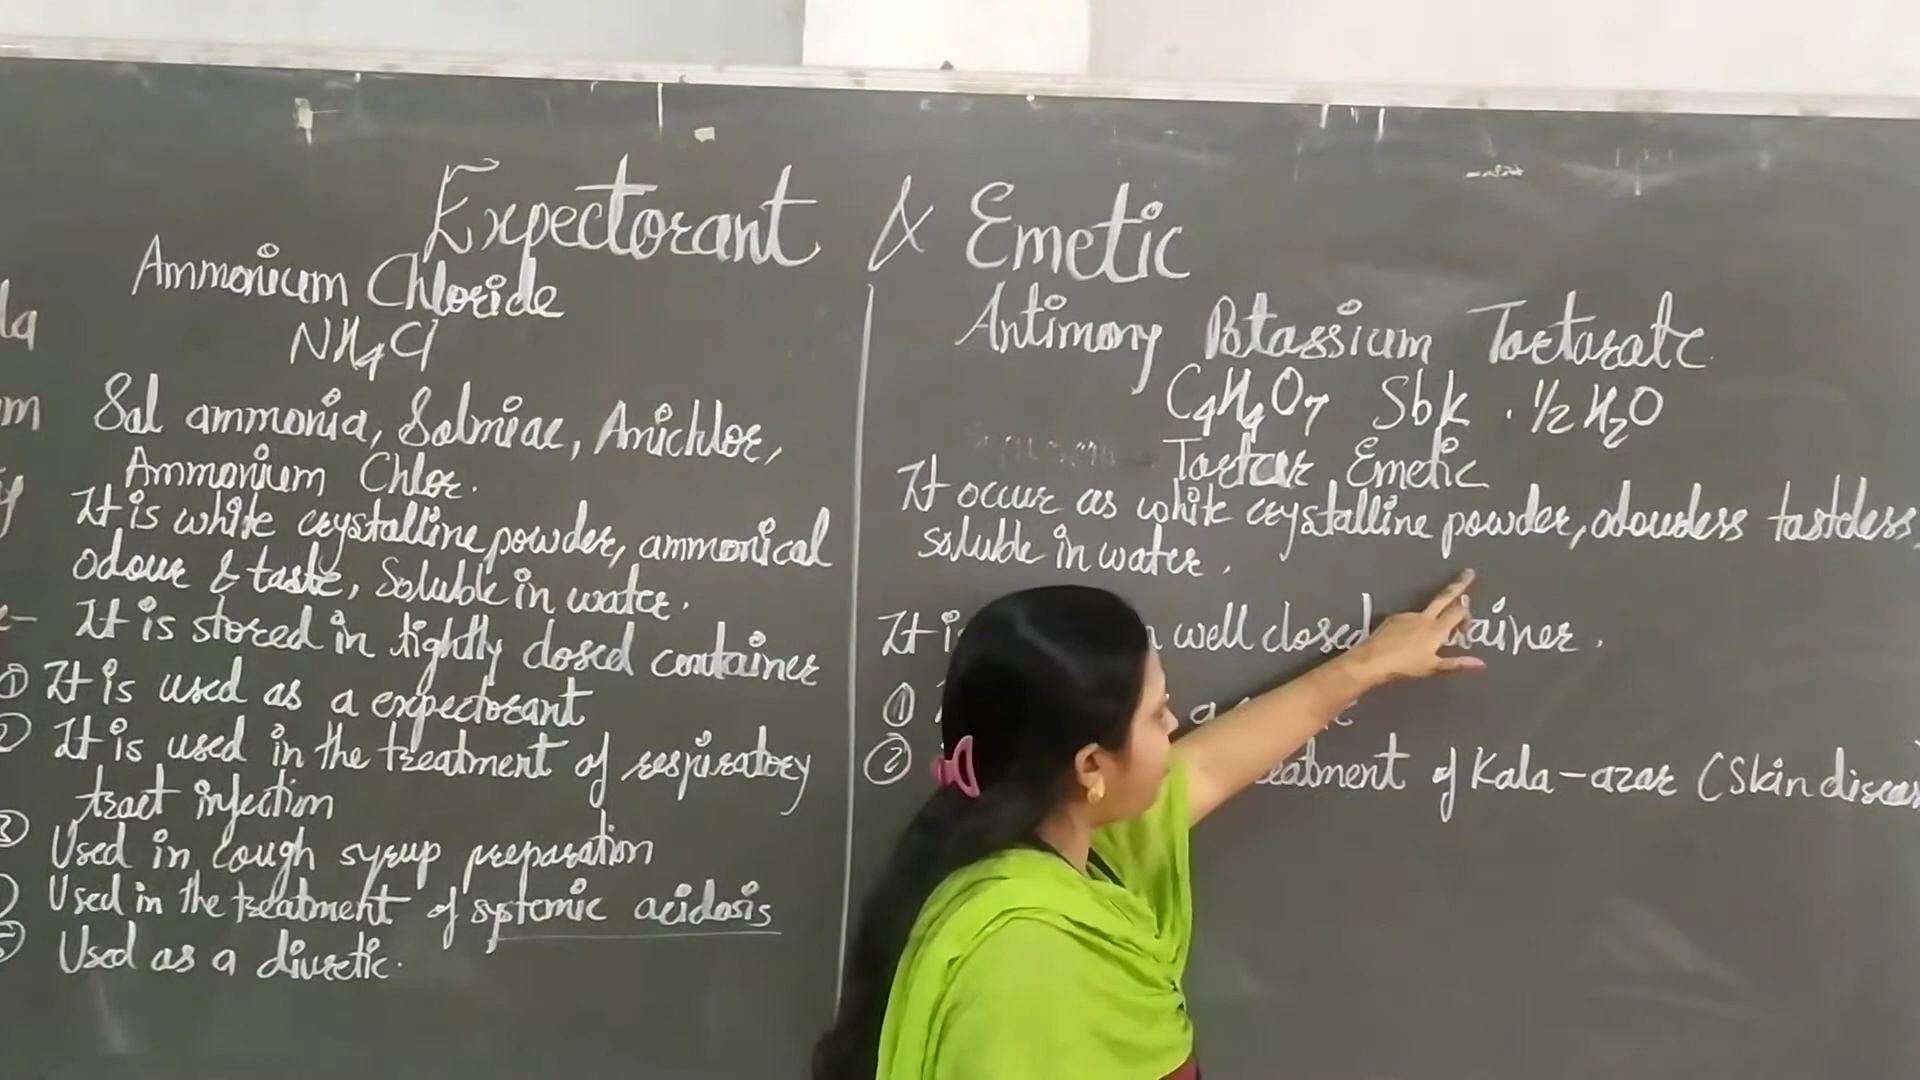 Expectorant & Emetic
Ammonium Chloride
NH4Cl
Sal ammonia, Salmiac, Amchlor,
Ammonium Chlor.
It is white crystalline powder, ammonical
odour & taste, Soluble in water.
It is stored in tightly closed container
① It is used as a expectorant
② It is used in the treatment of respiratory
tract infection
③ Used in cough syrup preparation
Used in the treatment of systemic acidosis
⑤ Used as a diuretic.
Antimony Potassium Tartarate
C4H4O7 SbK . 1/2 H2O
Tartar Emetic
It occur as white crystalline powder, odourless tasteless,
soluble in water.
It is well closed
①
② treatment of Kala-azar (Skin